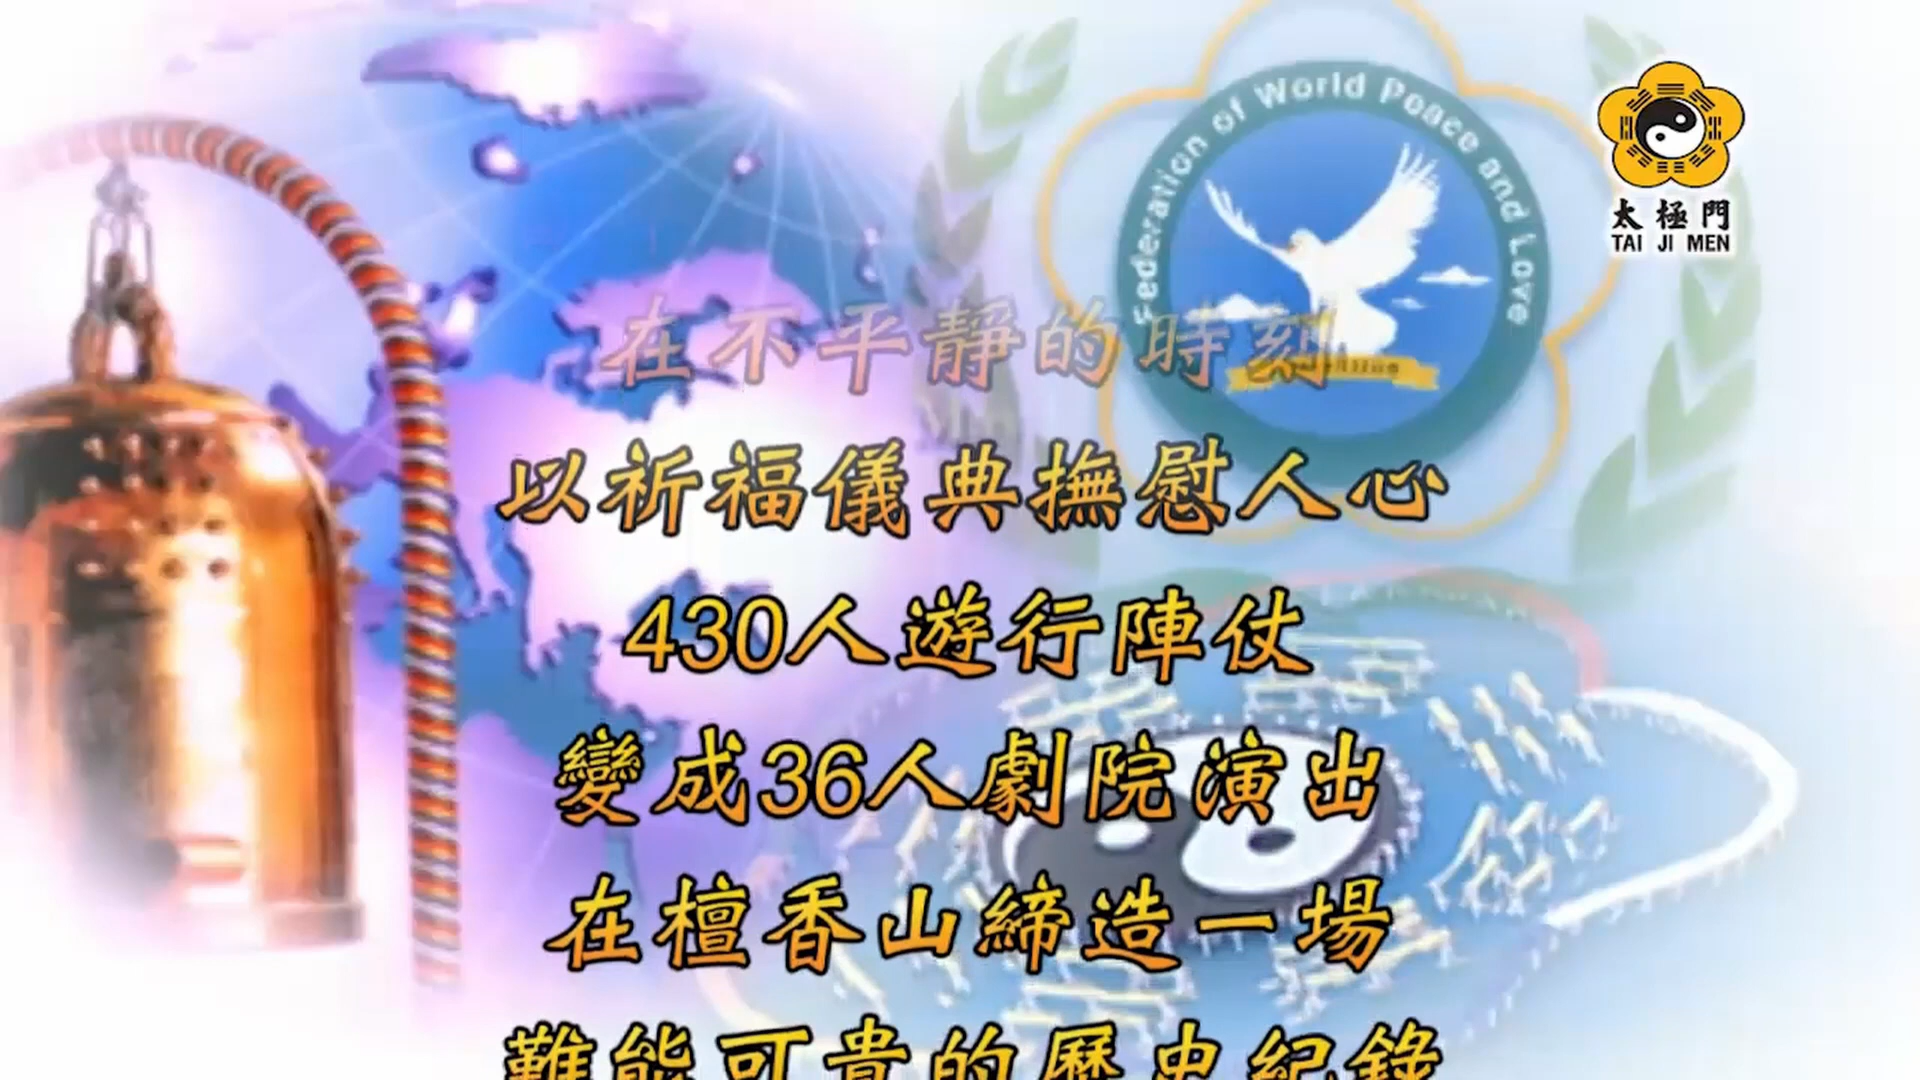 Federation of World Peace and Love
太極門
TAI JI MEN
在不平靜的時刻
以祈福儀典撫慰人心
430人遊行陣仗
變成36人劇院演出
在檀香山締造一場
難能可貴的歷史紀錄